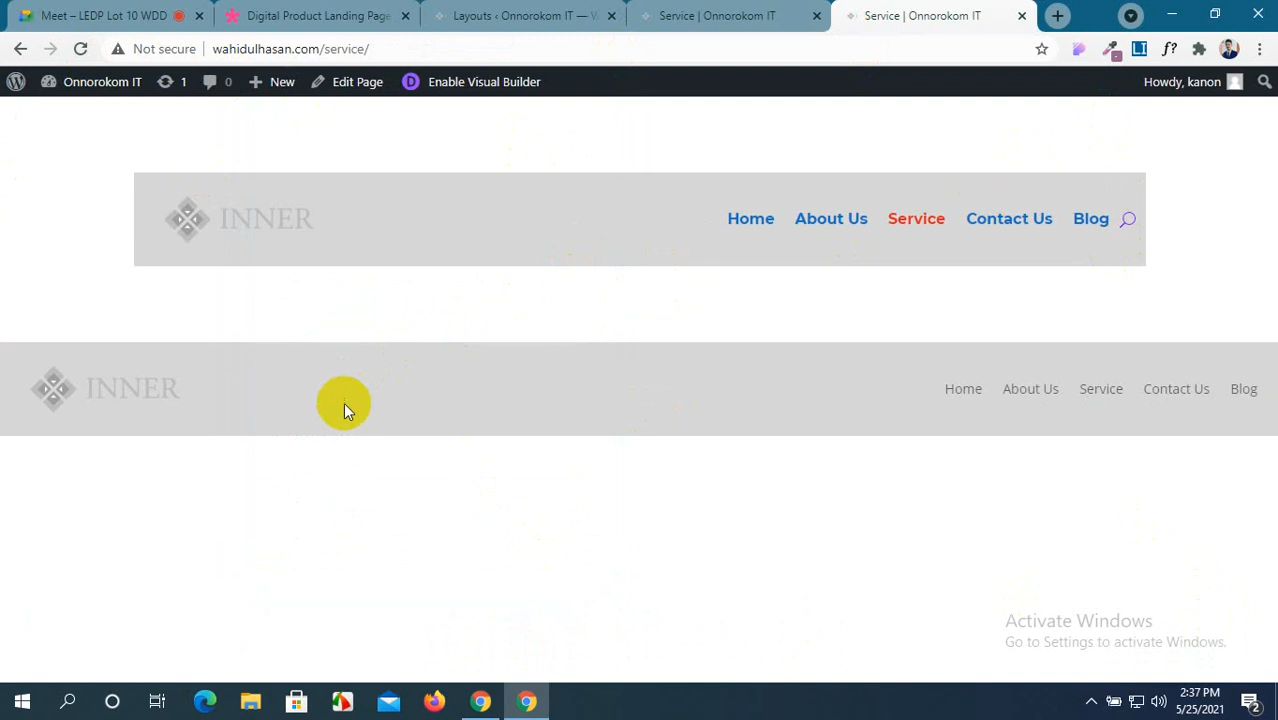 Meet – LEDP Lot 10 WDD
Digital Product Landing Page
Layouts ‹ Onnorokom IT — W
Service | Onnorokom IT
Service | Onnorokom IT
Not secure
wahidulhasan.com/service/
Onnorokom IT
1
0
New
Edit Page
Enable Visual Builder
Howdy, kanon
INNER
Home
About Us
Service
Contact Us
Blog
INNER
Home
About Us
Service
Contact Us
Blog
Activate Windows
Go to Settings to activate Windows.
2:37 PM
5/25/2021
2